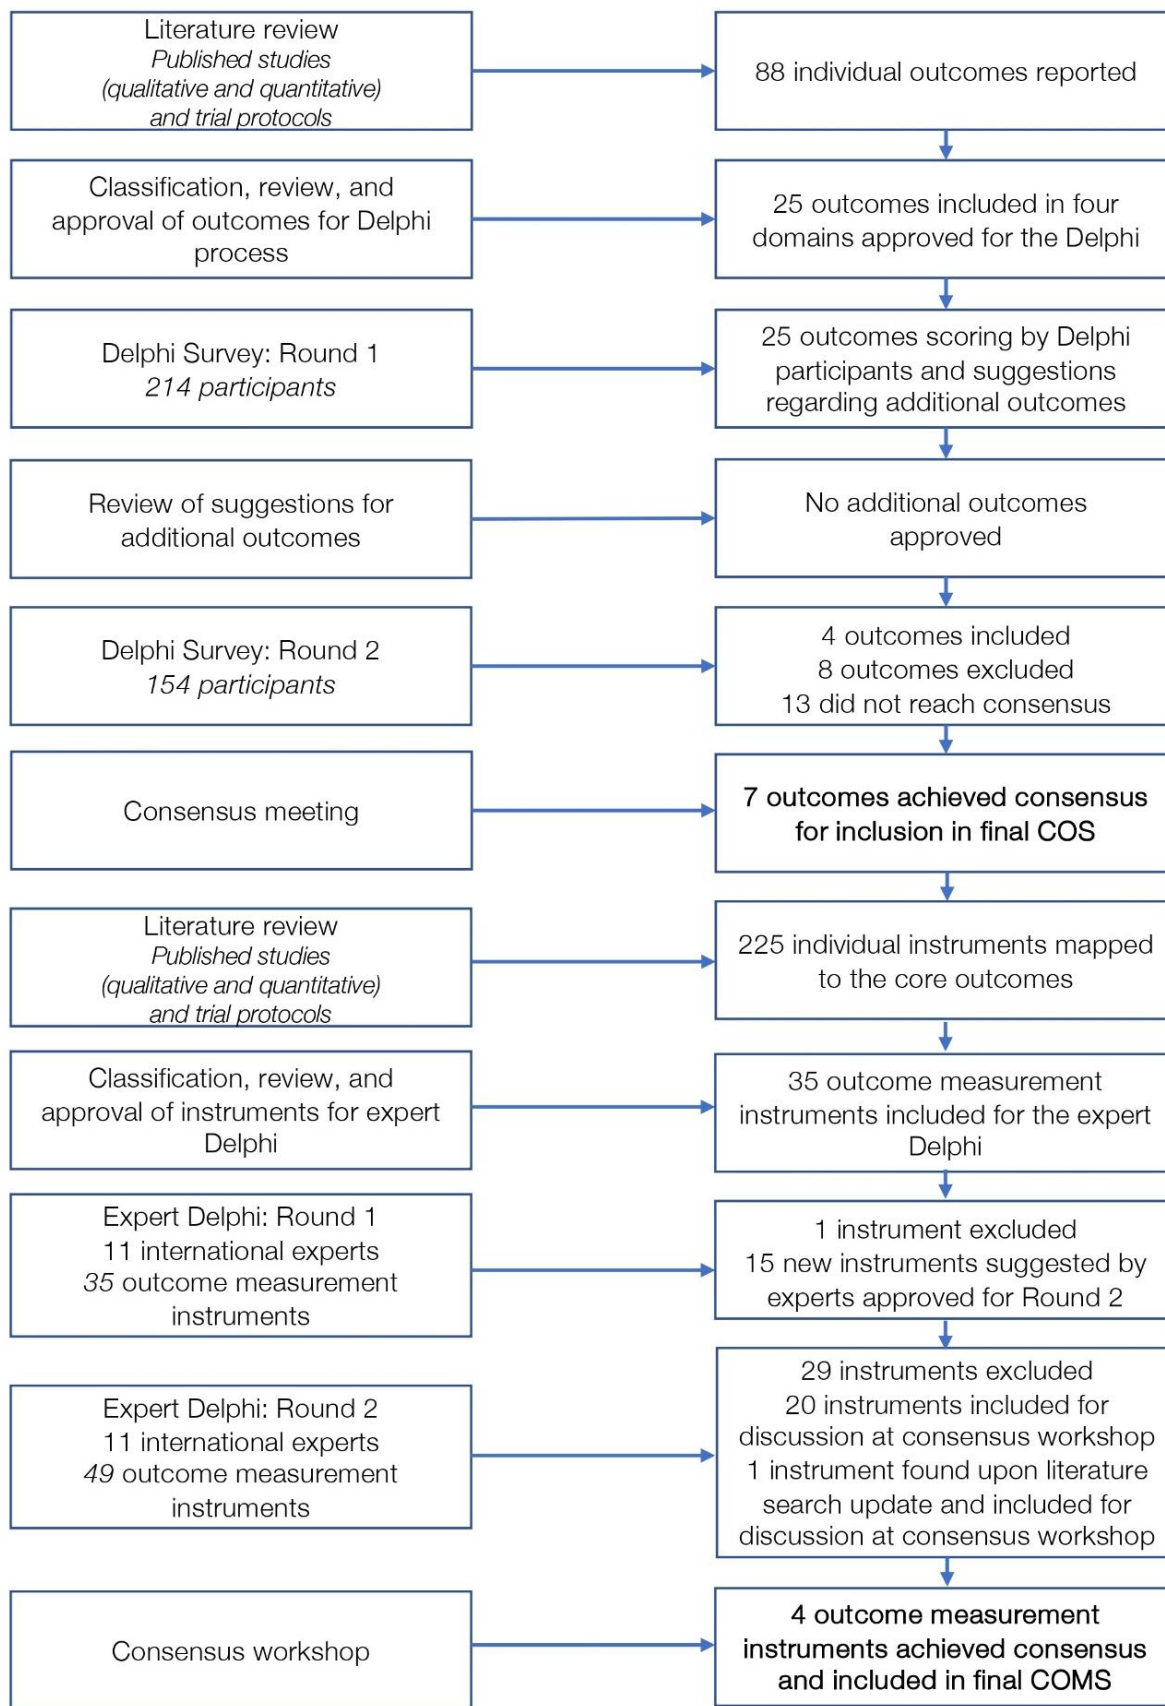 Literature review
Published studies
(qualitative and quantitative)
and trial protocols
88 individual outcomes reported
Classification, review, and
approval of outcomes for Delphi
process
25 outcomes included in four
domains approved for the Delphi
Delphi Survey: Round 1
214 participants
25 outcomes scoring by Delphi
participants and suggestions
regarding additional outcomes
Review of suggestions for
additional outcomes
No additional outcomes
approved
Delphi Survey: Round 2
154 participants
4 outcomes included
8 outcomes excluded
13 did not reach consensus
Consensus meeting
7 outcomes achieved consensus
for inclusion in final COS
Literature review
Published studies
(qualitative and quantitative)
and trial protocols
225 individual instruments mapped
to the core outcomes
Classification, review, and
approval of instruments for expert
Delphi
35 outcome measurement
instruments included for the expert
Delphi
Expert Delphi: Round 1
11 international experts
35 outcome measurement
instruments
1 instrument excluded
15 new instruments suggested by
experts approved for Round 2
Expert Delphi: Round 2
11 international experts
49 outcome measurement
instruments
29 instruments excluded
20 instruments included for
discussion at consensus workshop
1 instrument found upon literature
search update and included for
discussion at consensus workshop
Consensus workshop
4 outcome measurement
instruments achieved consensus
and included in final COMS